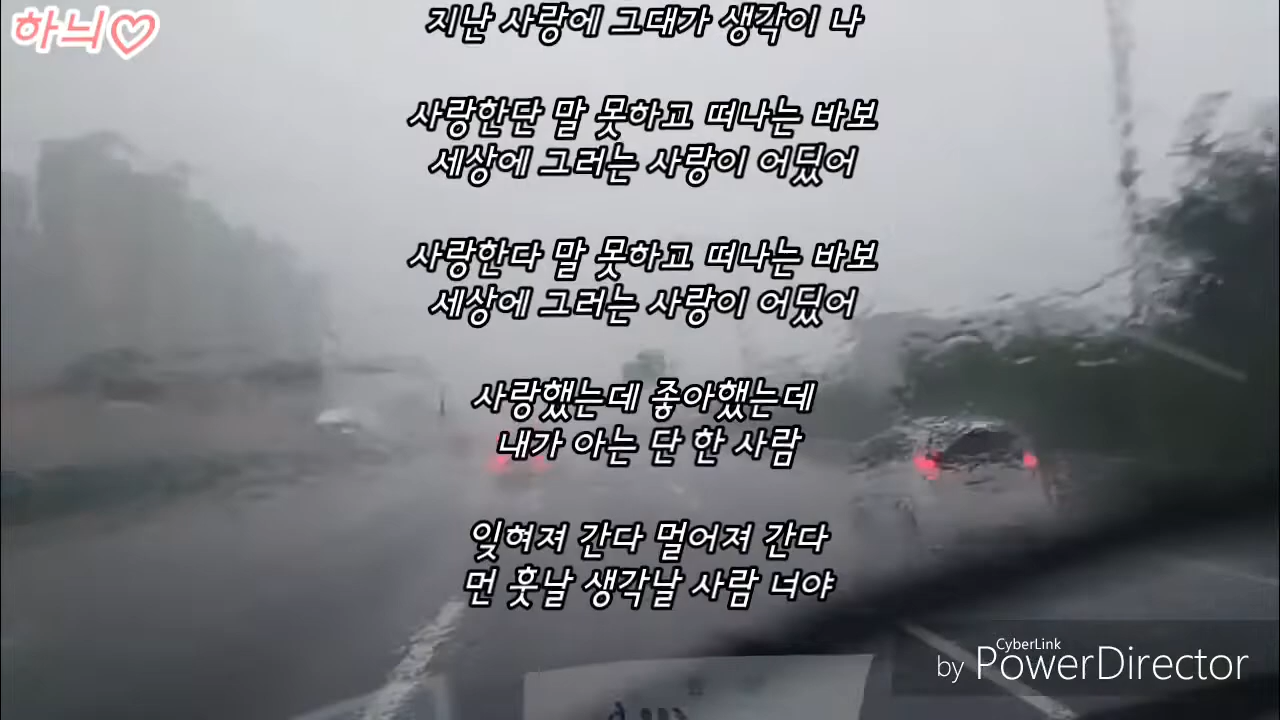 하늬♡
지난 사랑에 그대가 생각이 나
사랑한단 말 못하고 떠나는 바보
세상에 그러는 사랑이 어딨어
사랑한다 말 못하고 떠나는 바보
세상에 그러는 사랑이 어딨어
사랑했는데 좋아했는데
내가 아는 단 한 사람
잊혀져 간다 멀어져 간다
먼 훗날 생각날 사람 너야
CyberLink
by PowerDirector